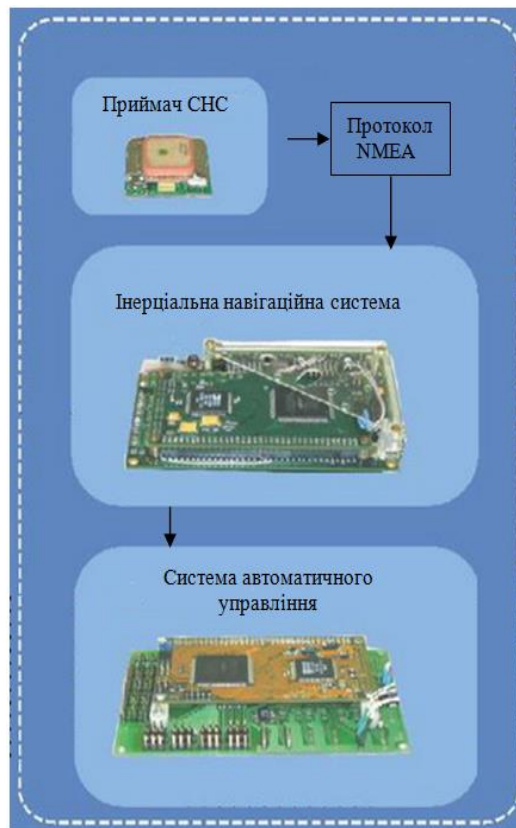 Приймач СНС
Протокол
NMEA
Інерціальна навігаційна система
Система автоматичного
управління